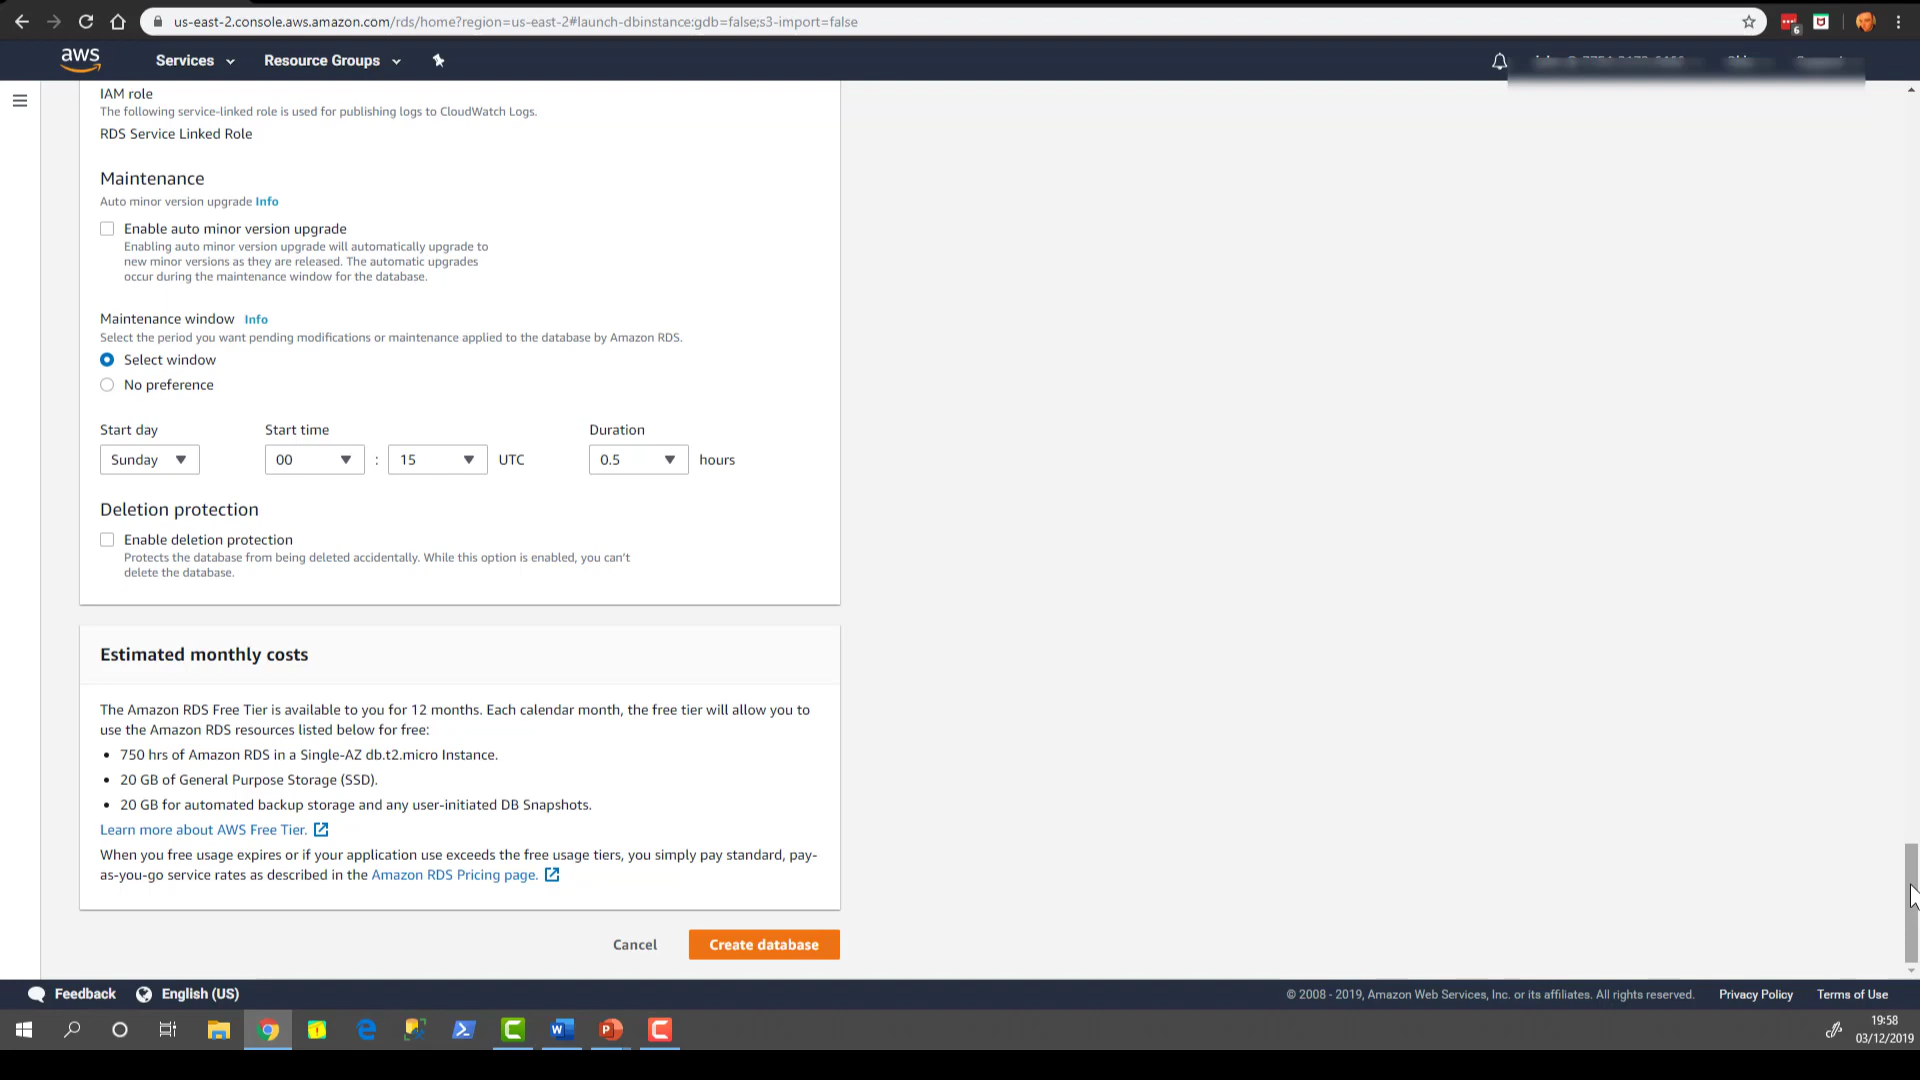 us-east-2.console.aws.amazon.com/rds/home?region=us-east-2#launch-dbinstance:gdb=false;s3-import=false
6
aws
Services
Resource Groups
IAM role
The following service-linked role is used for publishing logs to CloudWatch Logs.
RDS Service Linked Role
Maintenance
Auto minor version upgrade Info
Enable auto minor version upgrade
Enabling auto minor version upgrade will automatically upgrade to
new minor versions as they are released. The automatic upgrades
occur during the maintenance window for the database.
Maintenance window Info
Select the period you want pending modifications or maintenance applied to the database by Amazon RDS.
Select window
No preference
Start day Start time Duration
Sunday 00 : 15 UTC 0.5 hours
Deletion protection
Enable deletion protection
Protects the database from being deleted accidentally. While this option is enabled, you can't
delete the database.
Estimated monthly costs
The Amazon RDS Free Tier is available to you for 12 months. Each calendar month, the free tier will allow you to
use the Amazon RDS resources listed below for free:
• 750 hrs of Amazon RDS in a Single-AZ db.t2.micro Instance.
• 20 GB of General Purpose Storage (SSD).
• 20 GB for automated backup storage and any user-initiated DB Snapshots.
Learn more about AWS Free Tier.
When you free usage expires or if your application use exceeds the free usage tiers, you simply pay standard, pay-
as-you-go service rates as described in the Amazon RDS Pricing page.
Cancel Create database
Feedback English (US) © 2008 - 2019, Amazon Web Services, Inc. or its affiliates. All rights reserved. Privacy Policy Terms of Use
19:58
03/12/2019